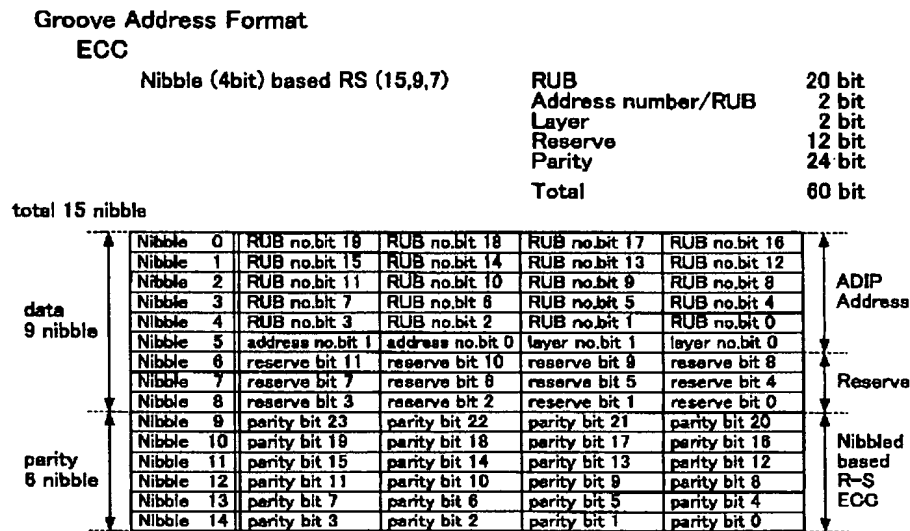 Groove Address Format
ECC
Nibble (4bit) based RS (15,9,7)
RUB 20 bit
Address number/RUB 2 bit
Layer 2 bit
Reserve 12 bit
Parity 24 bit
Total 60 bit
total 15 nibble
Nibble 0 RUB no.bit 19 RUB no.bit 18 RUB no.bit 17 RUB no.bit 16
Nibble 1 RUB no.bit 15 RUB no.bit 14 RUB no.bit 13 RUB no.bit 12
Nibble 2 RUB no.bit 11 RUB no.bit 10 RUB no.bit 9 RUB no.bit 8
Nibble 3 RUB no.bit 7 RUB no.bit 6 RUB no.bit 5 RUB no.bit 4
Nibble 4 RUB no.bit 3 RUB no.bit 2 RUB no.bit 1 RUB no.bit 0
Nibble 5 address no.bit 1 address no.bit 0 layer no.bit 1 layer no.bit 0
Nibble 6 reserve bit 11 reserve bit 10 reserve bit 9 reserve bit 8
Nibble 7 reserve bit 7 reserve bit 6 reserve bit 5 reserve bit 4
Nibble 8 reserve bit 3 reserve bit 2 reserve bit 1 reserve bit 0
Nibble 9 parity bit 23 parity bit 22 parity bit 21 parity bit 20
Nibble 10 parity bit 19 parity bit 18 parity bit 17 parity bit 16
Nibble 11 parity bit 15 parity bit 14 parity bit 13 parity bit 12
Nibble 12 parity bit 11 parity bit 10 parity bit 9 parity bit 8
Nibble 13 parity bit 7 parity bit 6 parity bit 5 parity bit 4
Nibble 14 parity bit 3 parity bit 2 parity bit 1 parity bit 0
data
9 nibble
parity
6 nibble
ADIP
Address
Reserve
Nibbled
based
R-S
ECC